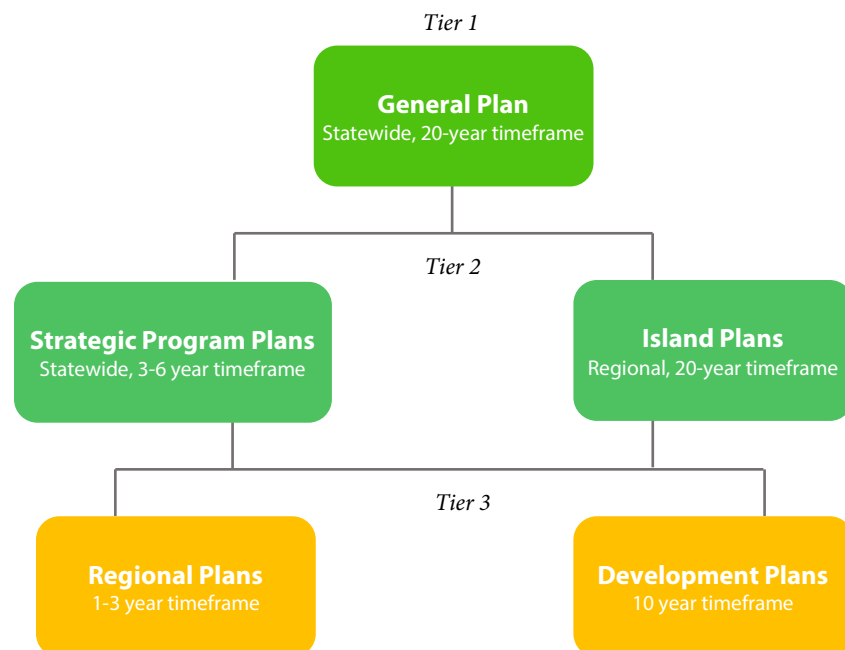 Tier 1
General Plan
Statewide, 20-year timeframe
Tier 2
Strategic Program Plans
Statewide, 3-6 year timeframe
Island Plans
Regional, 20-year timeframe
Tier 3
Regional Plans
1-3 year timeframe
Development Plans
10 year timeframe